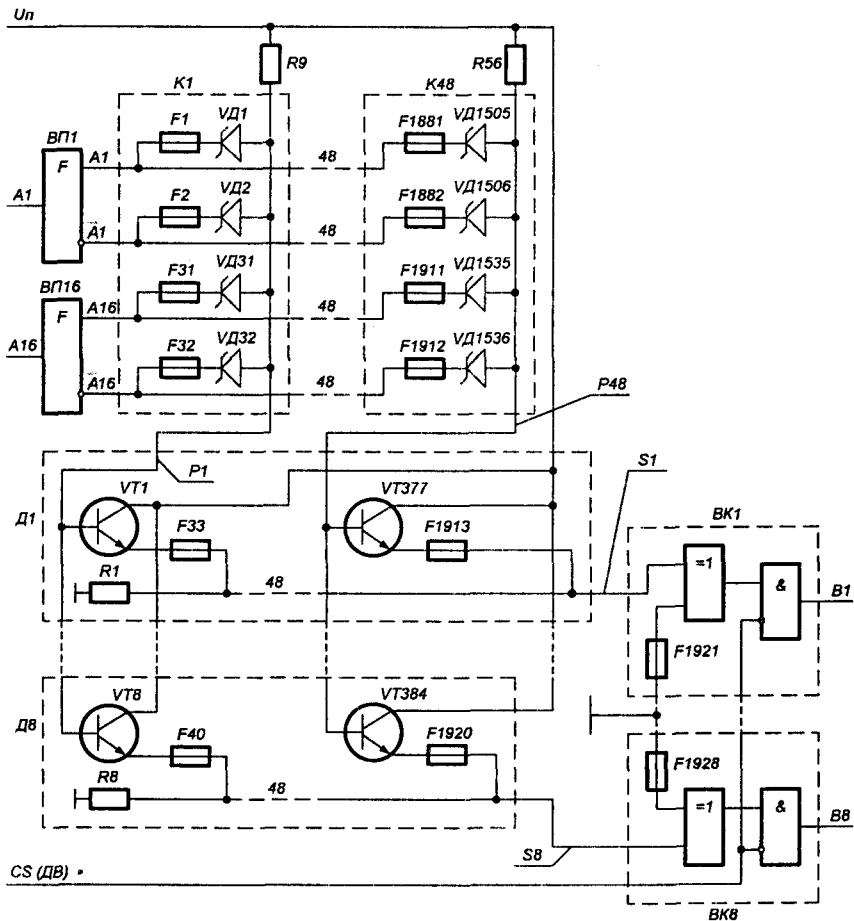 Uп
R9
R56
К1
К48
F1
VД1
F1881
VД1505
ВП1
F
A1
A1
48
F2
VД2
F1882
VД1506
A1
48
F31
VД31
F1911
VД1535
ВП16
F
A16
A16
48
F32
VД32
F1912
VД1536
A16
48
P48
P1
S1
VT1
VT377
Д1
F33
F1913
ВК1
R1
48
=1
&
B1
F1921
VT8
VT384
Д8
F40
F1920
F1928
R8
48
=1
&
B8
S8
CS (ДВ)
ВК8